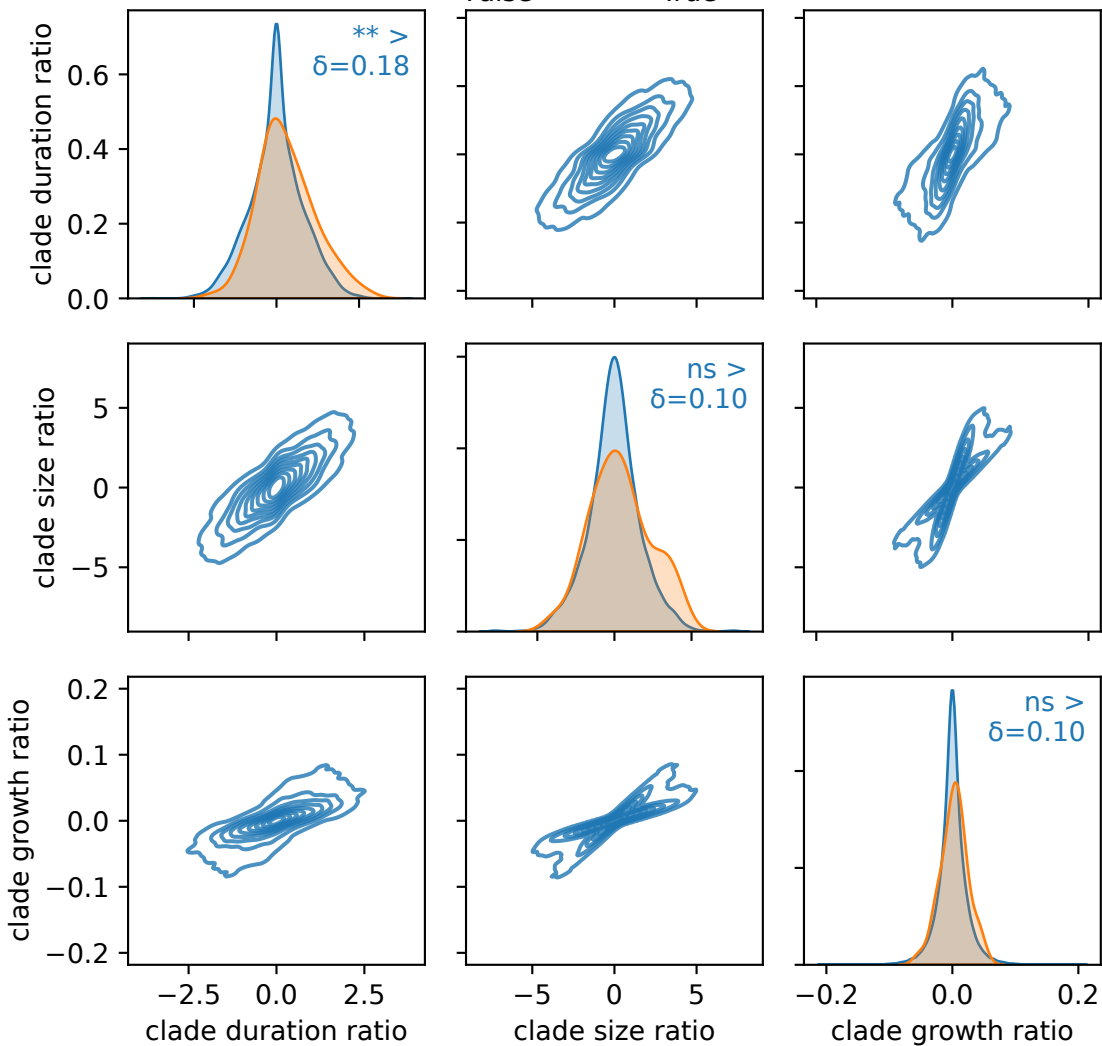 clade duration ratio
0.6
0.4
0.2
0.0
** >
δ=0.18
clade size ratio
5
0
−5
ns >
δ=0.10
clade growth ratio
0.2
0.1
0.0
−0.1
−0.2
ns >
δ=0.10
−2.5 0.0 2.5
clade duration ratio
−5 0 5
clade size ratio
−0.2 0.0 0.2
clade growth ratio